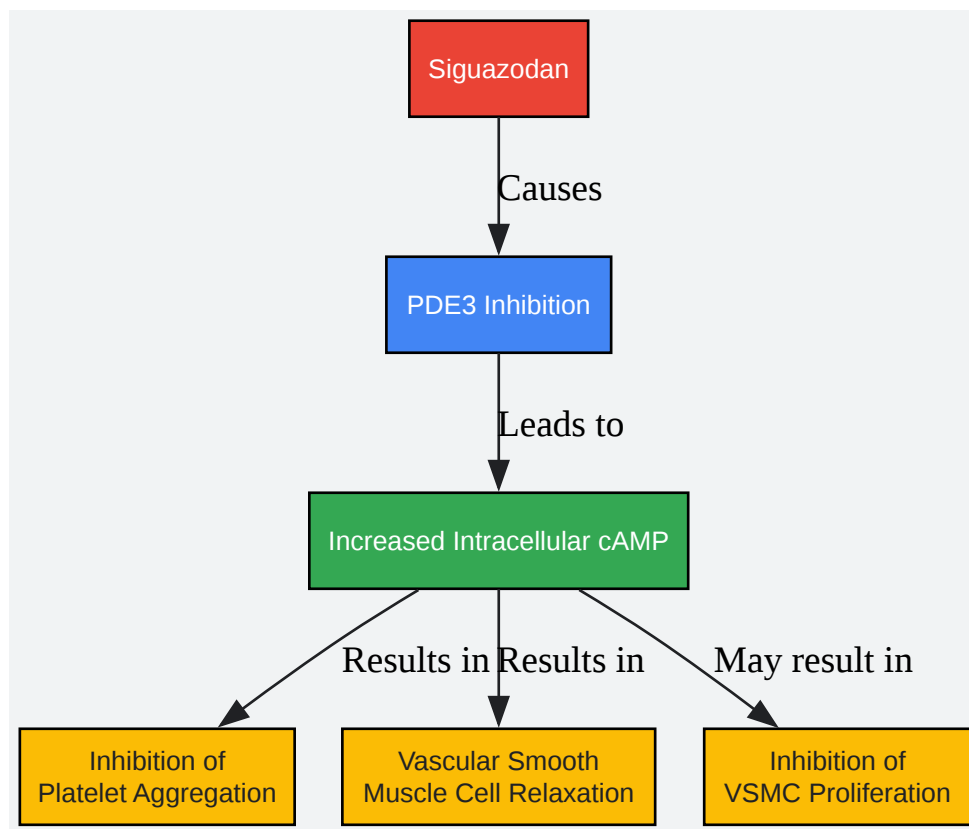 Siguazodan
Causes
PDE3 Inhibition
Leads to
Increased Intracellular cAMP
Results in
Results in
May result in
Inhibition of
Platelet Aggregation
Vascular Smooth
Muscle Cell Relaxation
Inhibition of
VSMC Proliferation